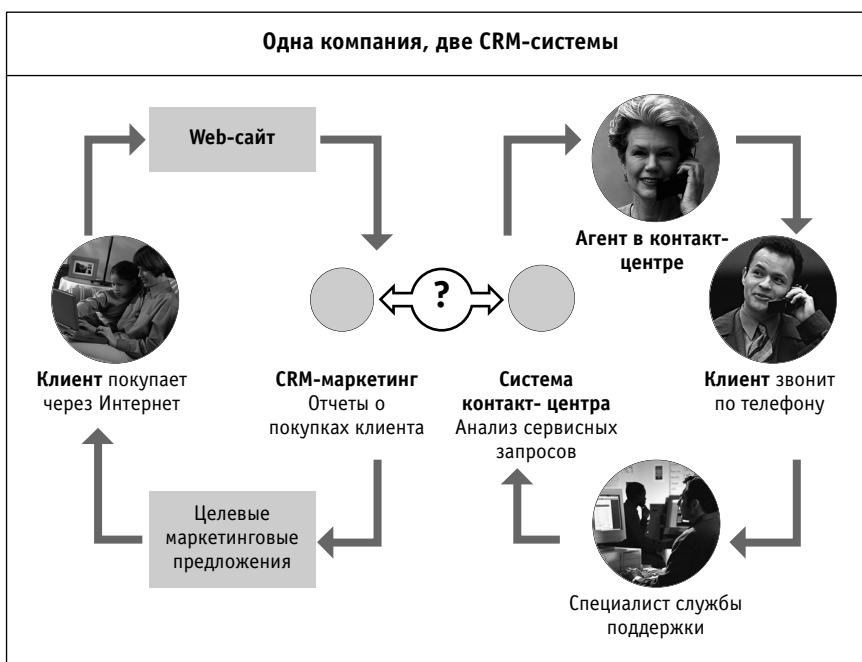 Одна компания, две CRM-системы
Web-сайт
Агент в контакт-
центре
?
Клиент покупает
через Интернет
CRM-маркетинг
Отчеты о
покупках клиента
Система
контакт- центра
Анализ сервисных
запросов
Клиент звонит
по телефону
Целевые
маркетинговые
предложения
Специалист службы
поддержки